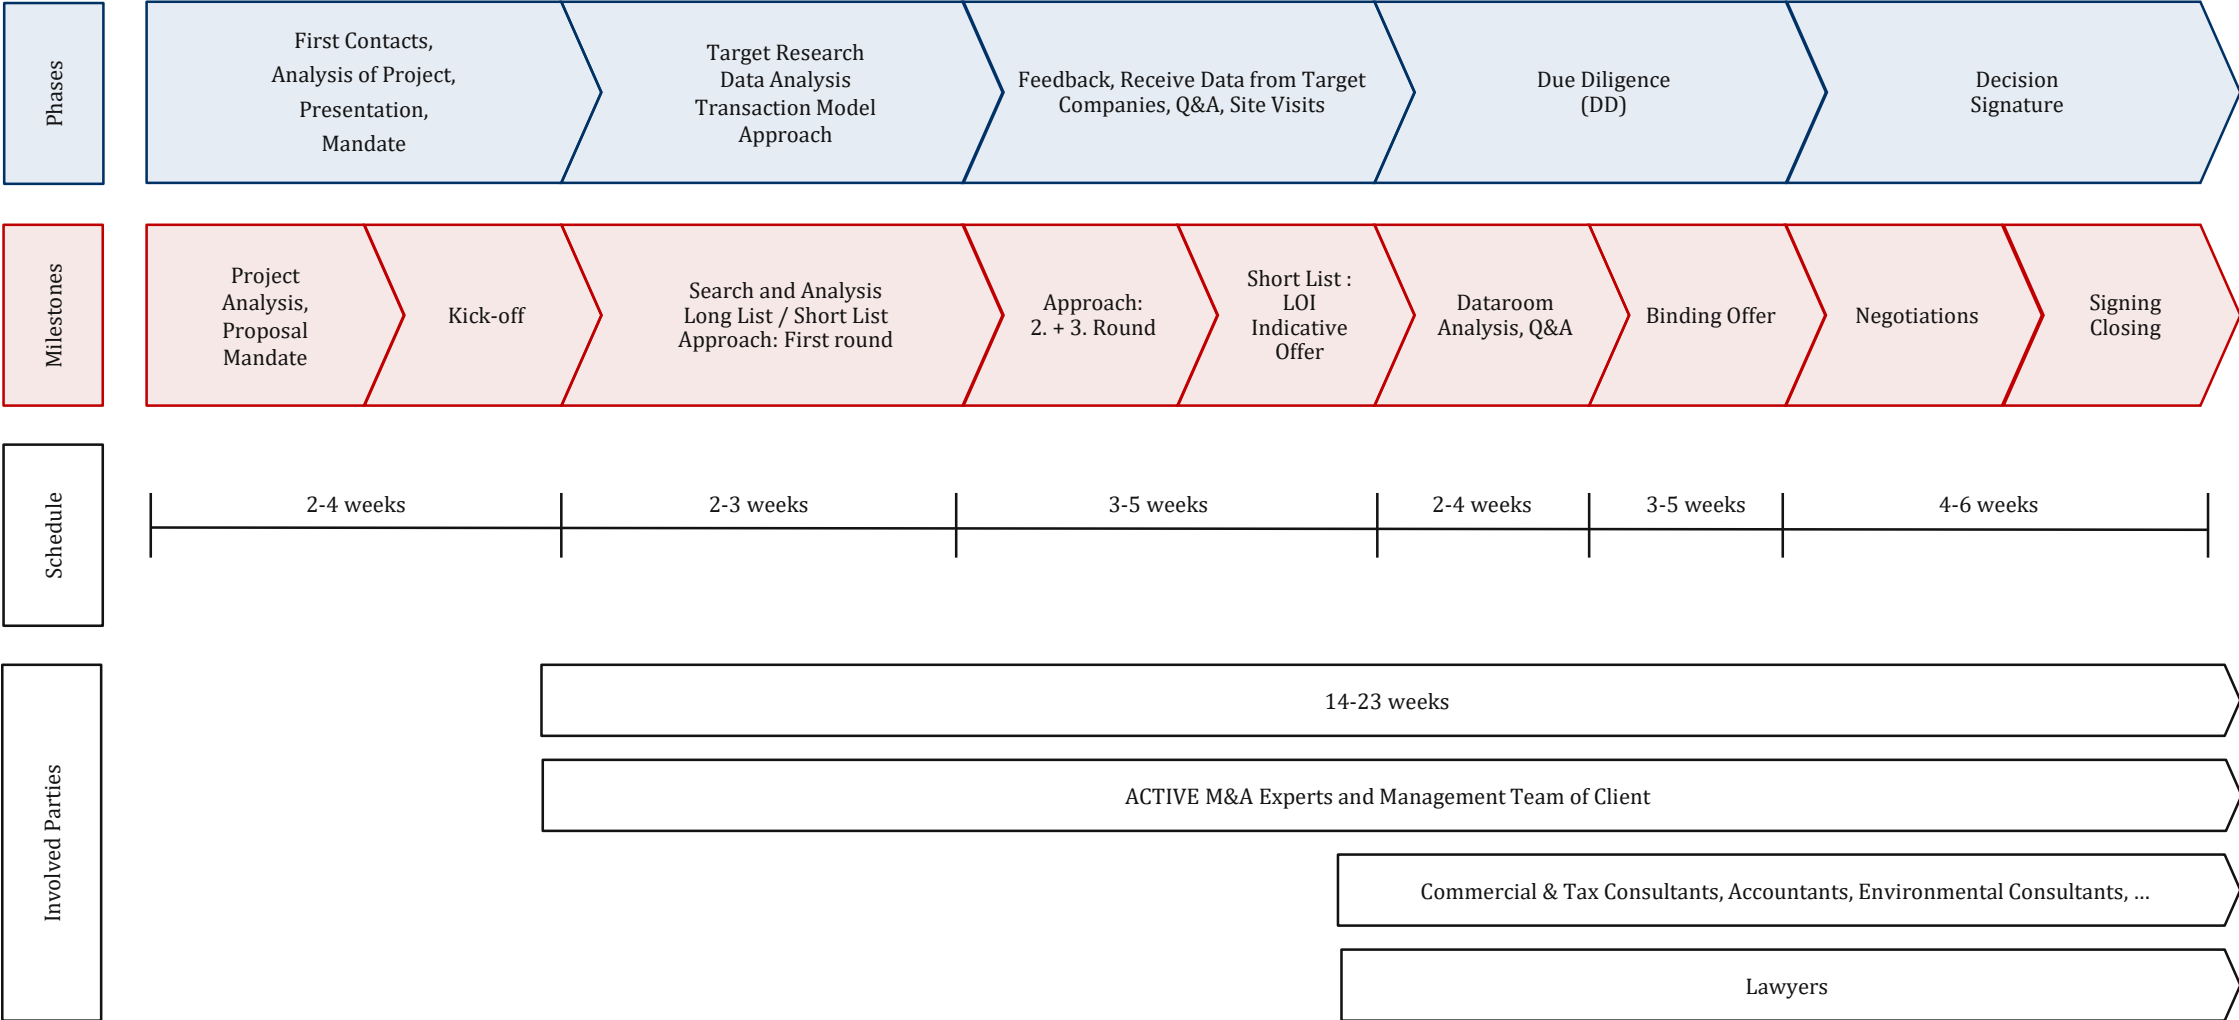 Phases
First Contacts,
Analysis of Project,
Presentation,
Mandate
Target Research
Data Analysis
Transaction Model
Approach
Feedback, Receive Data from Target
Companies, Q&A, Site Visits
Due Diligence
(DD)
Decision
Signature
Milestones
Project
Analysis,
Proposal
Mandate
Kick-off
Search and Analysis
Long List / Short List
Approach: First round
Approach:
2. + 3. Round
Short List :
LOI
Indicative
Offer
Dataroom
Analysis, Q&A
Binding Offer
Negotiations
Signing
Closing
Schedule
2-4 weeks
2-3 weeks
3-5 weeks
2-4 weeks
3-5 weeks
4-6 weeks
Involved Parties
14-23 weeks
ACTIVE M&A Experts and Management Team of Client
Commercial & Tax Consultants, Accountants, Environmental Consultants, ...
Lawyers